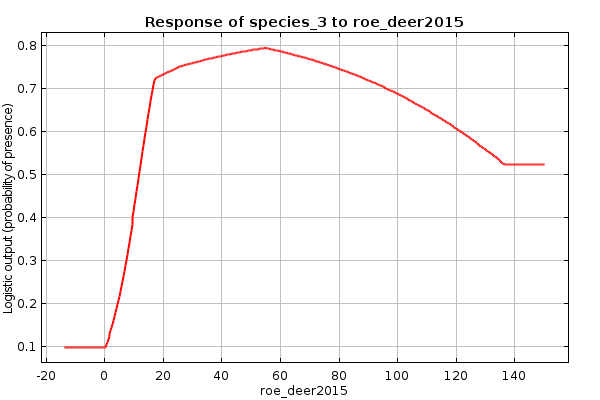 Response of species_3 to roe_deer2015
Logistic output (probability of presence)
0.8
0.7
0.6
0.5
0.4
0.3
0.2
0.1
-20 0 20 40 60 80 100 120 140
roe_deer2015